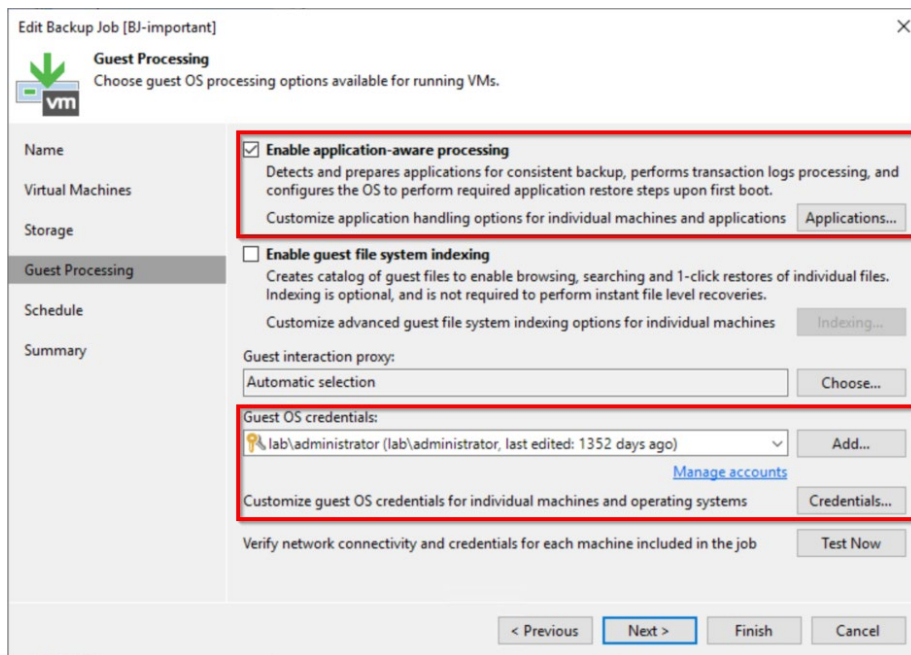 Edit Backup Job [BJ-important]
Guest Processing
Choose guest OS processing options available for running VMs.
vm
Name
Virtual Machines
Storage
Guest Processing
Schedule
Summary
Enable application-aware processing
Detects and prepares applications for consistent backup, performs transaction logs processing, and
configures the OS to perform required application restore steps upon first boot.
Customize application handling options for individual machines and applications
Applications...
Enable guest file system indexing
Creates catalog of guest files to enable browsing, searching and 1-click restores of individual files.
Indexing is optional, and is not required to perform instant file level recoveries.
Customize advanced guest file system indexing options for individual machines
Indexing...
Guest interaction proxy:
Automatic selection
Choose...
Guest OS credentials:
lab\administrator (lab\administrator, last edited: 1352 days ago)
Add...
Manage accounts
Customize guest OS credentials for individual machines and operating systems
Credentials...
Verify network connectivity and credentials for each machine included in the job
Test Now
< Previous
Next >
Finish
Cancel